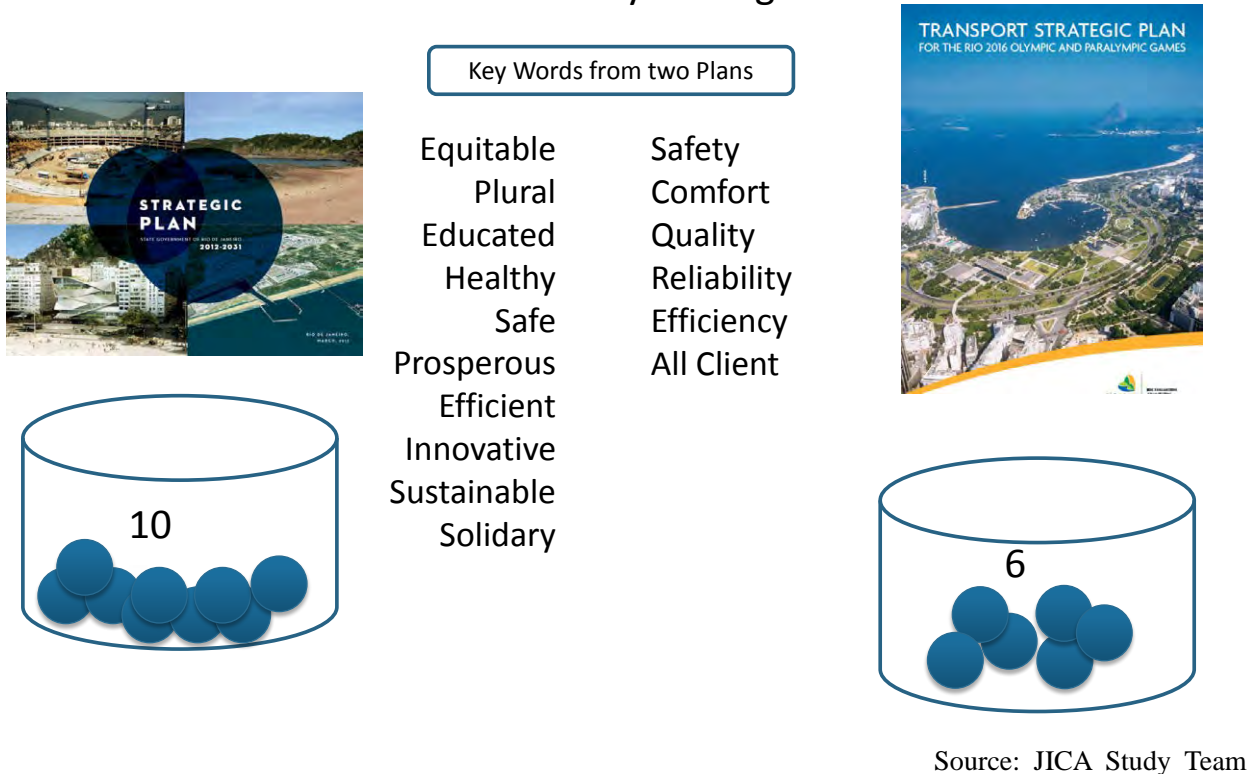 TRANSPORT STRATEGIC PLAN
FOR THE RIO 2016 OLYMPIC AND PARALYMPIC GAMES
Key Words from two Plans
STRATEGIC
PLAN
STATE GOVERNMENT OF RIO DE JANEIRO
2012-2031
RIO DE JANEIRO,
MARÇO, 2012
Equitable
Plural
Educated
Healthy
Safe
Prosperous
Efficient
Innovative
Sustainable
Solidary
Safety
Comfort
Quality
Reliability
Efficiency
All Client
10
6
Source: JICA Study Team